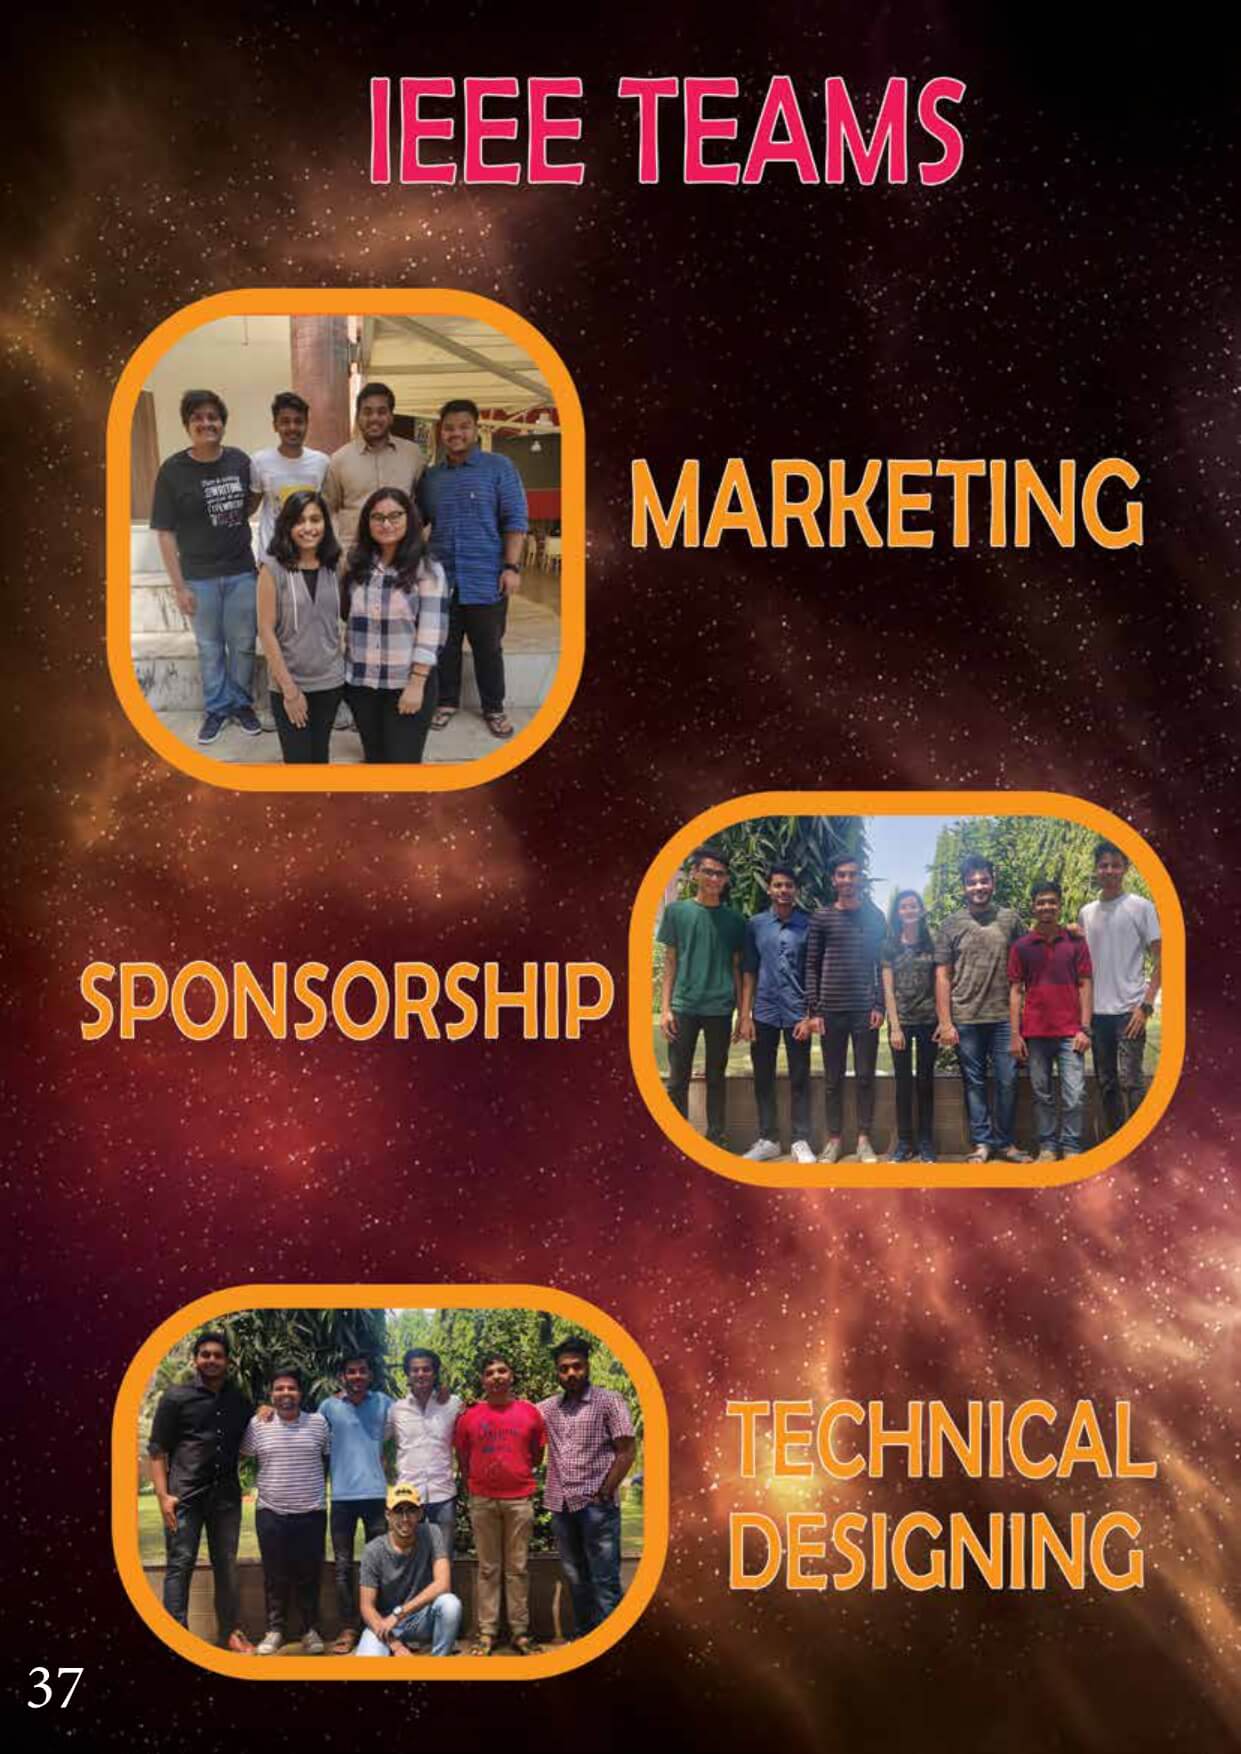 IEEE TEAMS
MARKETING
SPONSORSHIP
TECHNICAL
DESIGNING
37